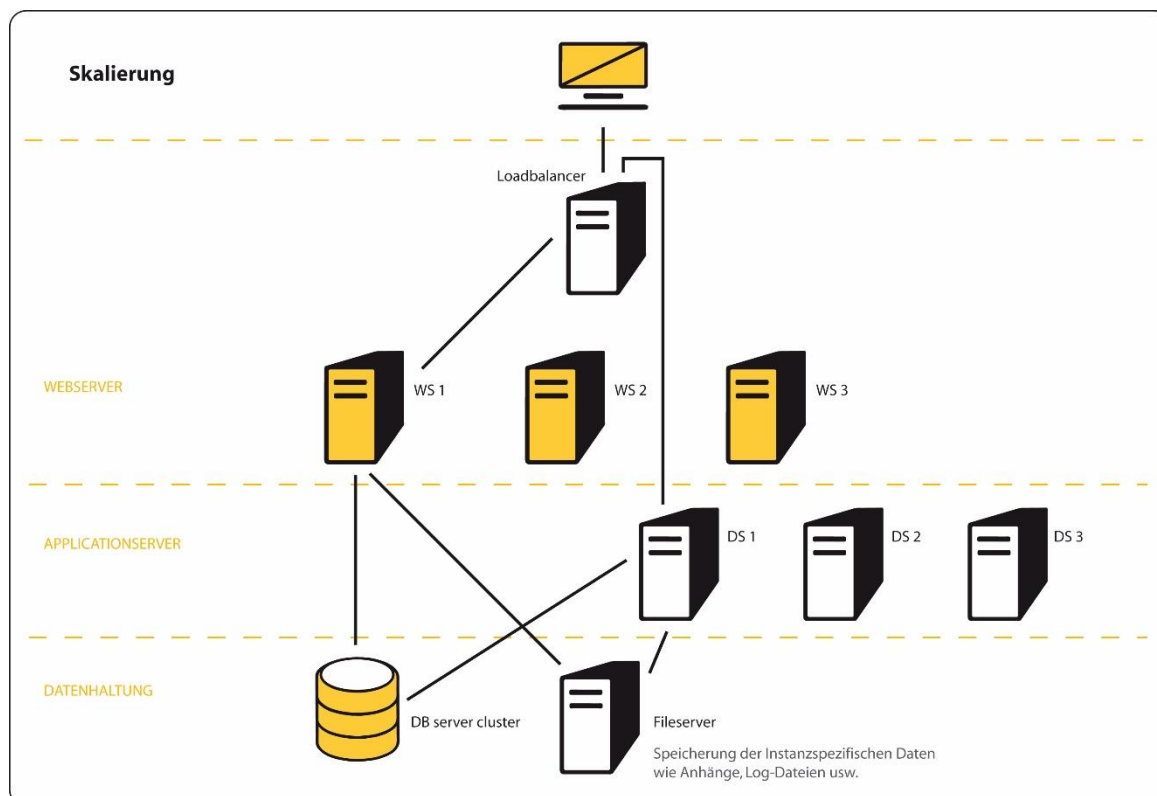 Skalierung
Loadbalancer
WEBSERVER
WS 1
WS 2
WS 3
APPLICATIONSERVER
DS 1
DS 2
DS 3
DATENHALTUNG
DB server cluster
Fileserver
Speicherung der Instanzspezifischen Daten
wie Anhänge, Log-Dateien usw.